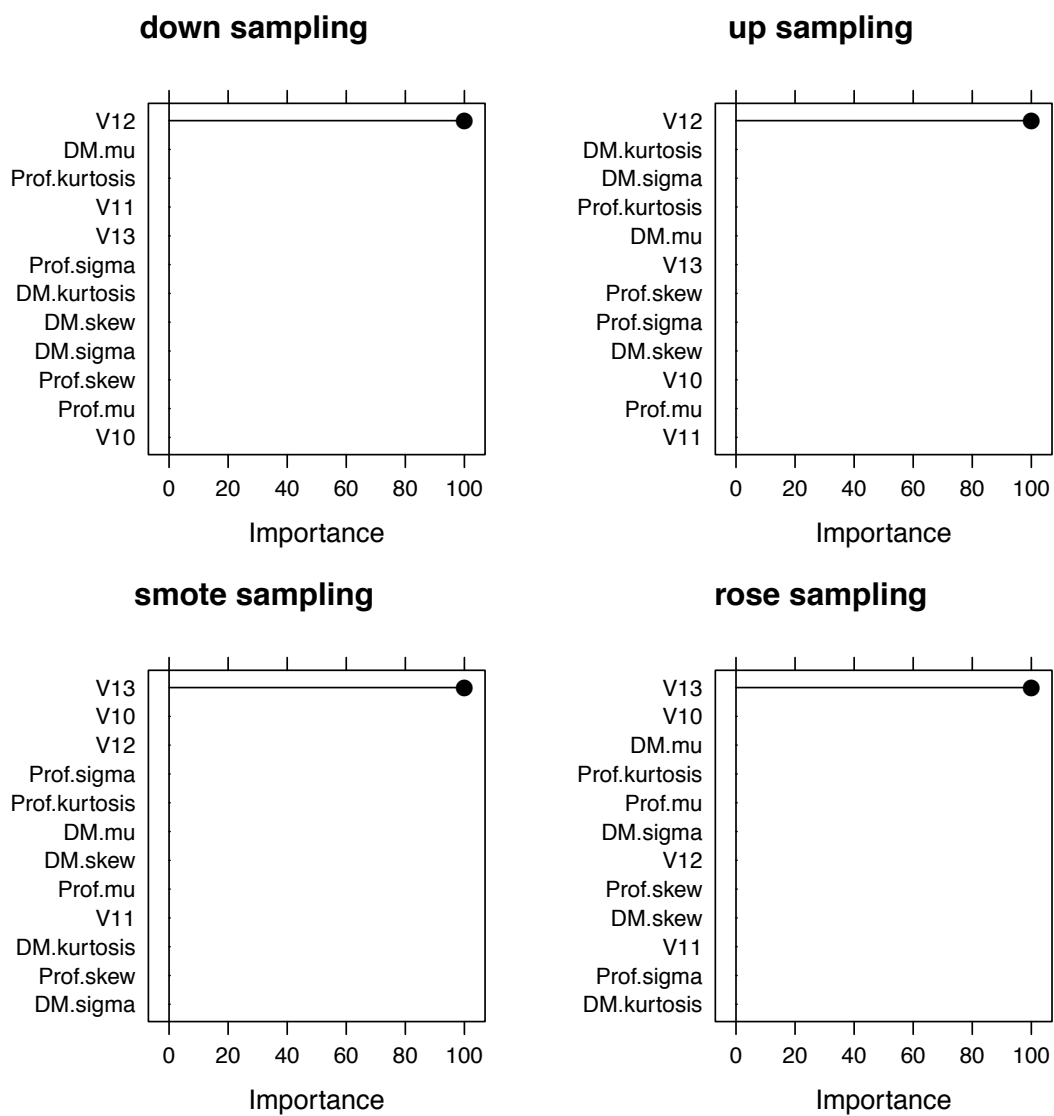 down sampling
V12
DM.mu
Prof.kurtosis
V11
V13
Prof.sigma
DM.kurtosis
DM.skew
DM.sigma
Prof.skew
Prof.mu
V10
0 20 40 60 80 100
Importance
up sampling
V12
DM.kurtosis
DM.sigma
Prof.kurtosis
DM.mu
V13
Prof.skew
Prof.sigma
DM.skew
V10
Prof.mu
V11
0 20 40 60 80 100
Importance
smote sampling
V13
V10
V12
Prof.sigma
Prof.kurtosis
DM.mu
DM.skew
Prof.mu
V11
DM.kurtosis
Prof.skew
DM.sigma
0 20 40 60 80 100
Importance
rose sampling
V13
V10
DM.mu
Prof.kurtosis
Prof.mu
DM.sigma
V12
Prof.skew
DM.skew
V11
Prof.sigma
DM.kurtosis
0 20 40 60 80 100
Importance